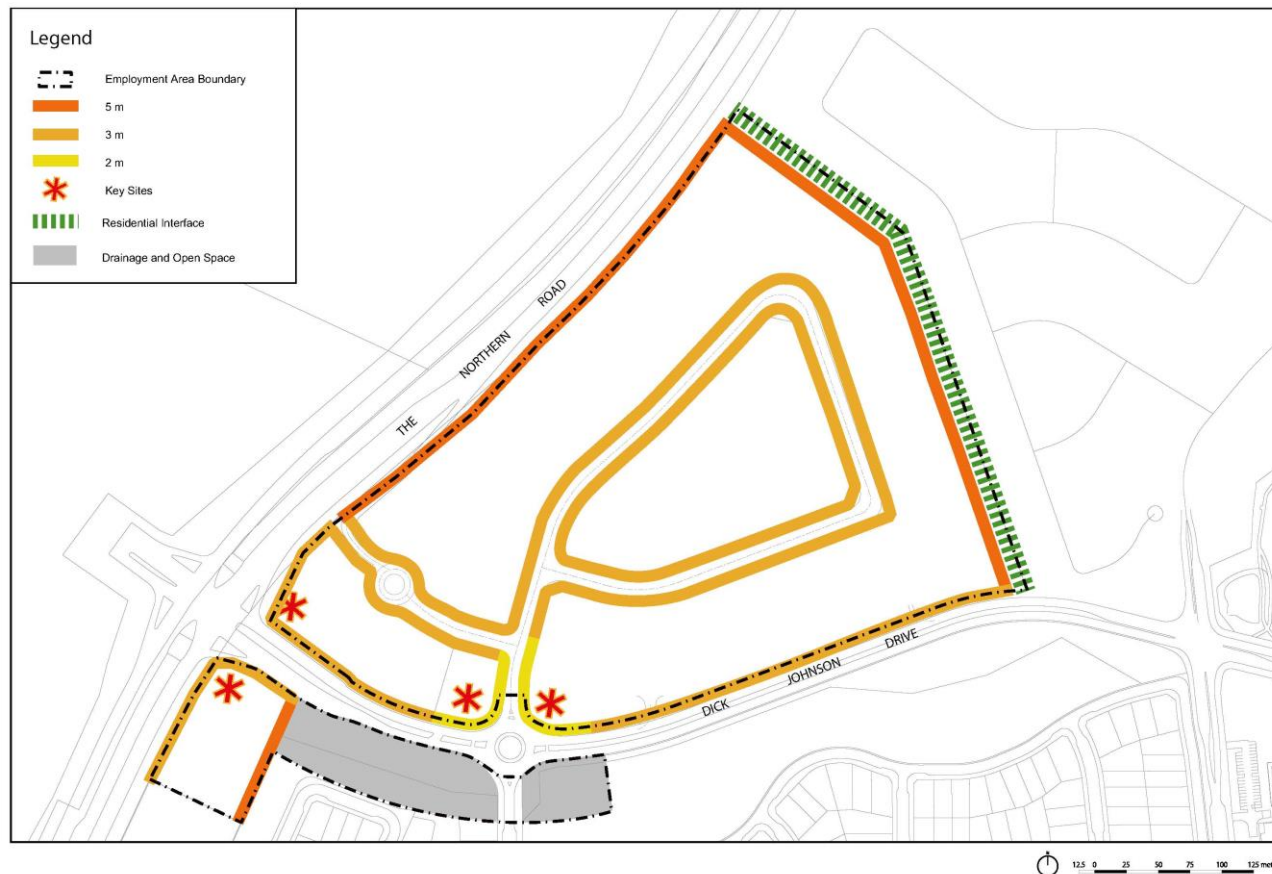 Legend
Employment Area Boundary
5 m
3 m
2 m
Key Sites
Residential Interface
Drainage and Open Space
THE NORTHERN ROAD
DICK JOHNSON DRIVE
12.5 0 25 50 75 100 125 met